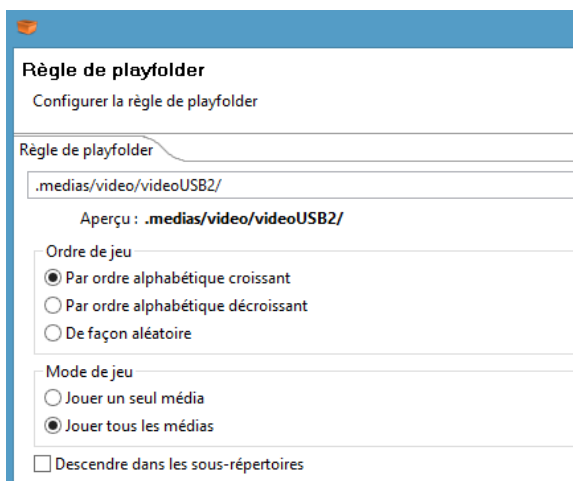 Règle de playfolder
Configurer la règle de playfolder
Règle de playfolder
.medias/video/videoUSB2/
Aperçu : .medias/video/videoUSB2/
Ordre de jeu
Par ordre alphabétique croissant
Par ordre alphabétique décroissant
De façon aléatoire
Mode de jeu
Jouer un seul média
Jouer tous les médias
Descendre dans les sous-répertoires